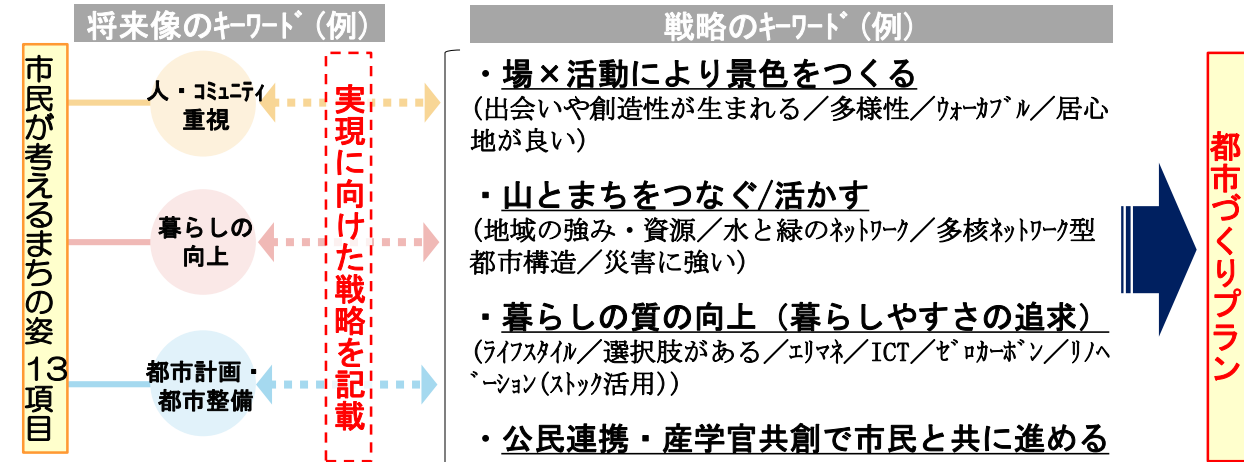 将来像のｷｰﾜｰﾄﾞ(例)
戦略のｷｰﾜｰﾄﾞ(例)
市民が考えるまちの姿 13項目
人・ｺﾐｭﾆﾃｨ
重視
暮らしの
向上
都市計画・
都市整備
実現に向けた戦略を記載
・場×活動により景色をつくる
(出会いや創造性が生まれる／多様性／ｳｫｰｶﾌﾞﾙ／居心
地が良い)
・山とまちをつなぐ/活かす
(地域の強み・資源／水と緑のﾈｯﾄﾜｰｸ／多核ﾈｯﾄﾜｰｸ型
都市構造／災害に強い)
・暮らしの質の向上（暮らしやすさの追求）
(ﾗｲﾌｽﾀｲﾙ／選択肢がある／ｴﾘﾏﾈ／ICT／ｾﾞﾛｶｰﾎﾞﾝ／ﾘﾉﾍ
ﾞｰｼｮﾝ(ｽﾄｯｸ活用))
・公民連携・産学官共創で市民と共に進める
都市づくりプラン